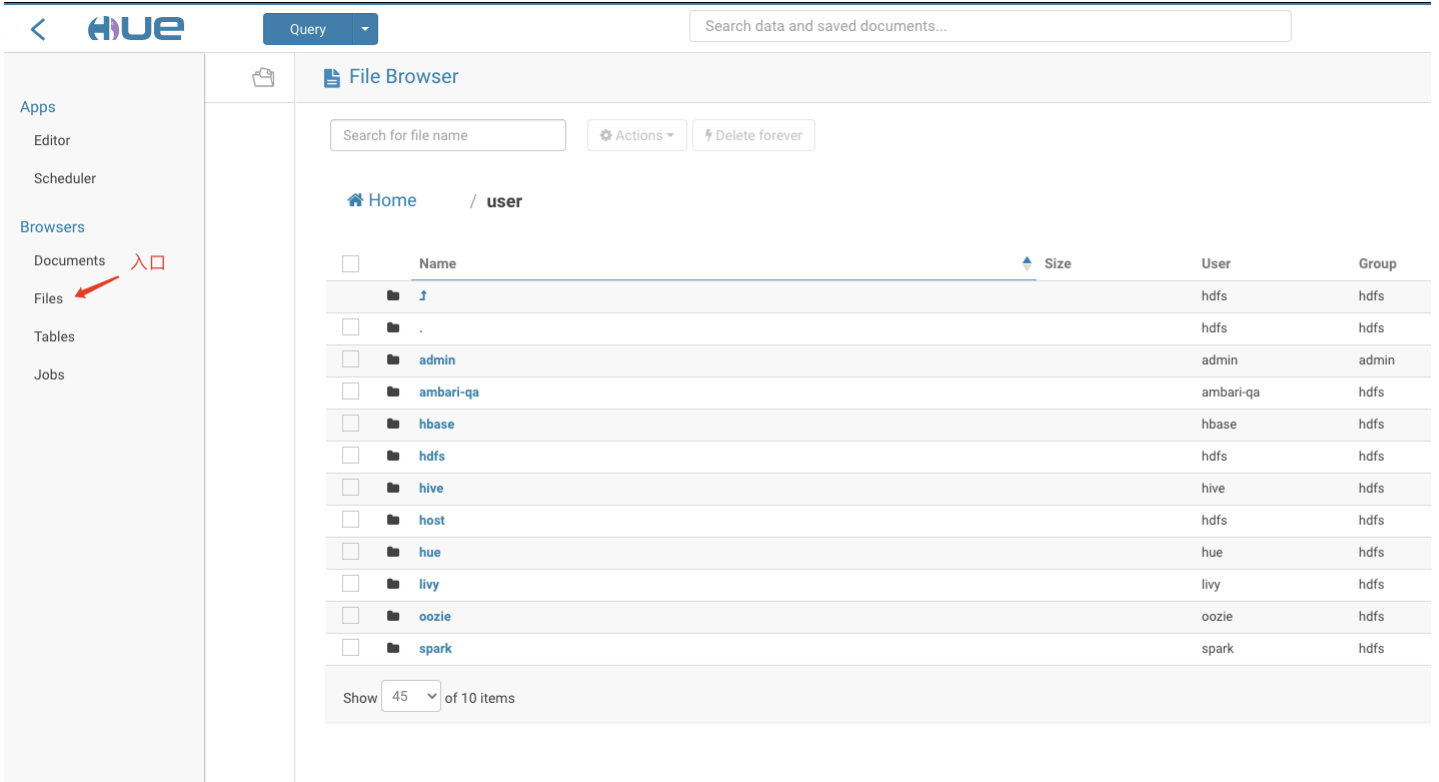 HUE Query Search data and saved documents...
File Browser
Apps
Editor
Scheduler
Browsers
Documents 入口
Files
Tables
Jobs
Search for file name Actions Delete forever
Home / user
Name Size User Group
hdfs hdfs
. hdfs hdfs
admin admin admin
ambari-qa ambari-qa hdfs
hbase hbase hdfs
hdfs hdfs hdfs
hive hive hdfs
host hdfs hdfs
hue hue hdfs
livy livy hdfs
oozie oozie hdfs
spark spark hdfs
Show 45 of 10 items